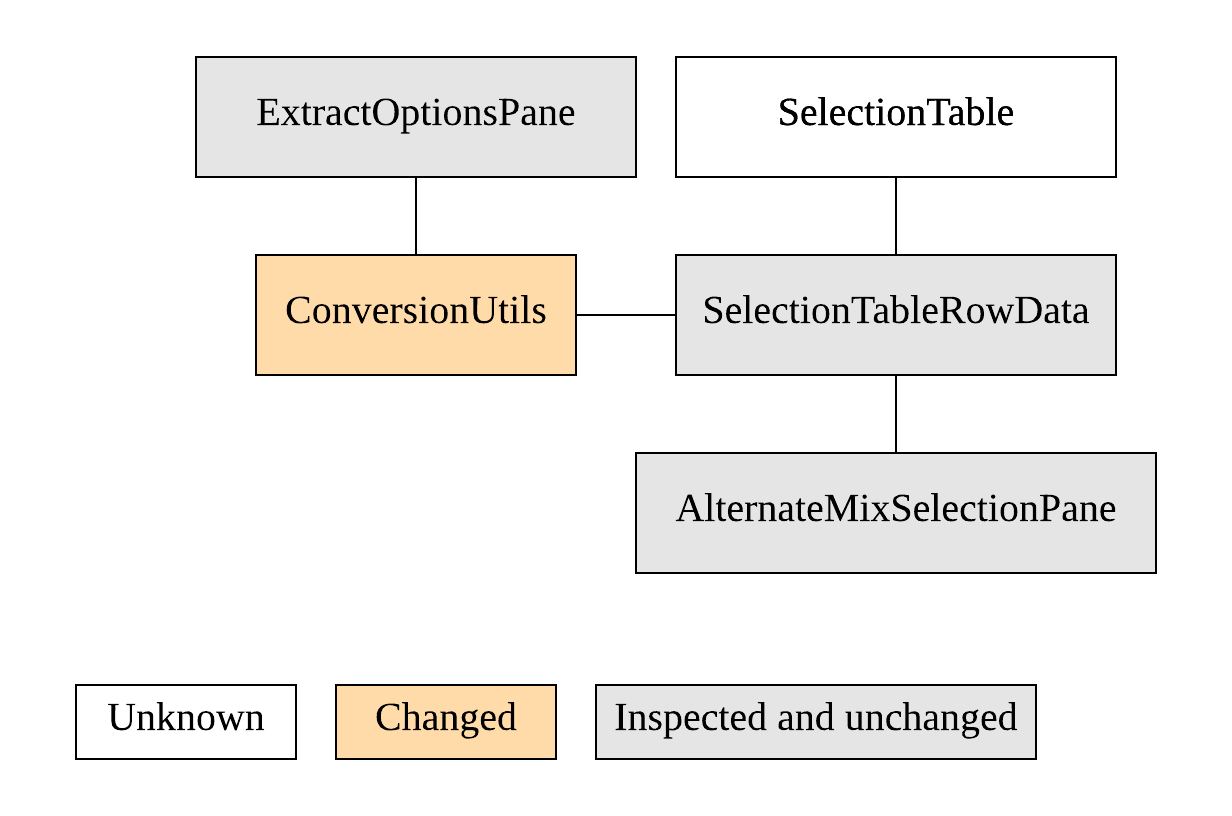 ExtractOptionsPane
SelectionTable
ConversionUtils
SelectionTableRowData
AlternateMixSelectionPane
Unknown
Changed
Inspected and unchanged